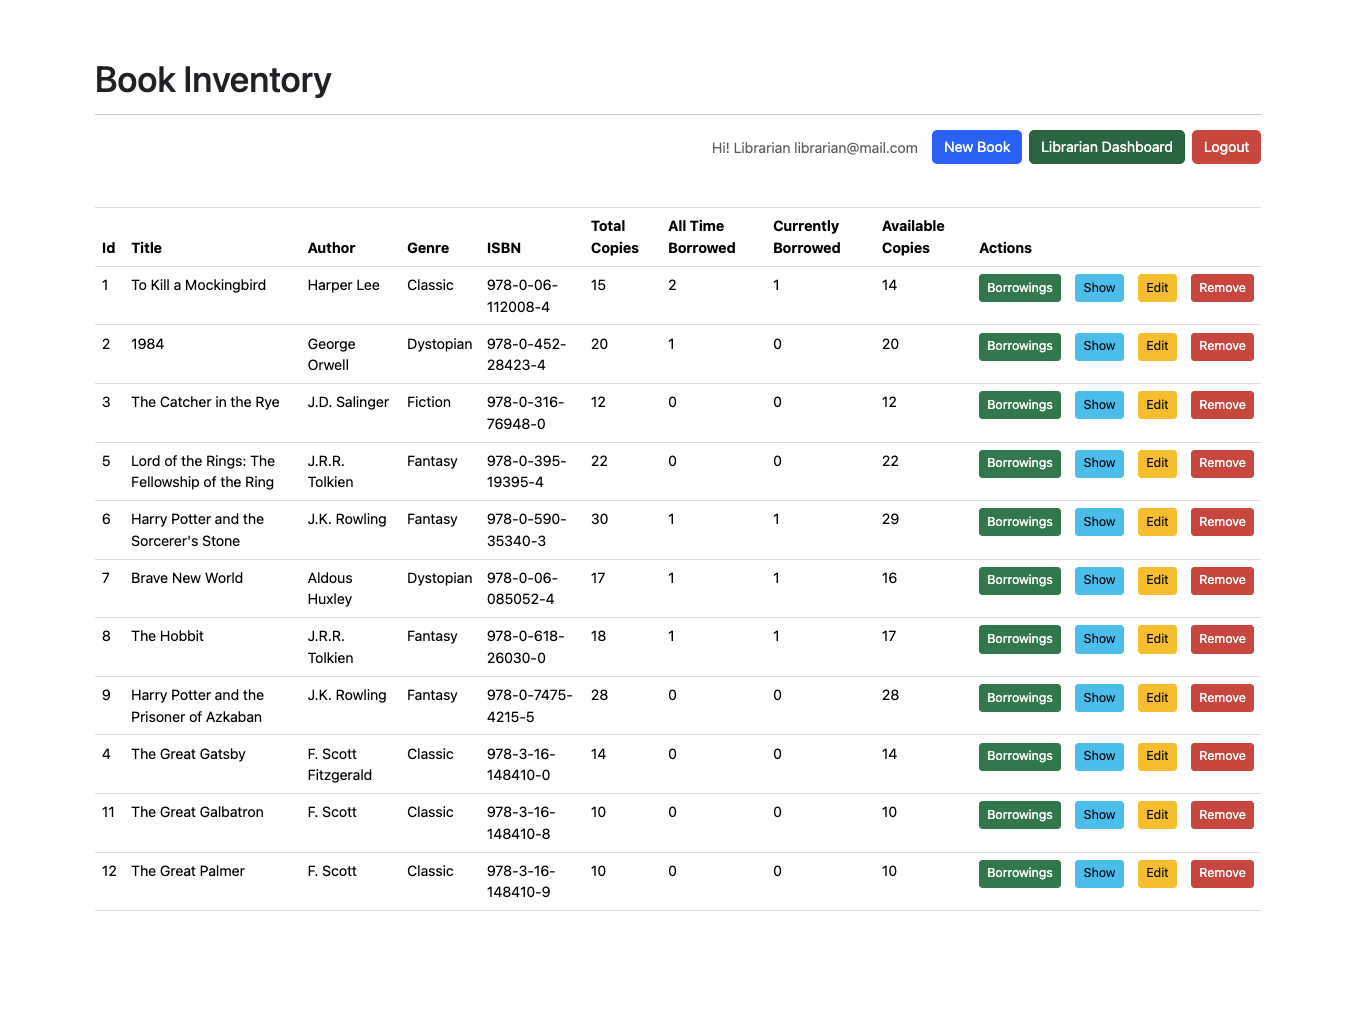 Book Inventory
Hi! Librarian librarian@mail.com New Book Librarian Dashboard Logout
Id Title Author Genre ISBN Total Copies All Time Borrowed Currently Borrowed Available Copies Actions
1 To Kill a Mockingbird Harper Lee Classic 978-0-06-112008-4 15 2 1 14 Borrowings Show Edit Remove
2 1984 George Orwell Dystopian 978-0-452-28423-4 20 1 0 20 Borrowings Show Edit Remove
3 The Catcher in the Rye J.D. Salinger Fiction 978-0-316-76948-0 12 0 0 12 Borrowings Show Edit Remove
5 Lord of the Rings: The Fellowship of the Ring J.R.R. Tolkien Fantasy 978-0-395-19395-4 22 0 0 22 Borrowings Show Edit Remove
6 Harry Potter and the Sorcerer's Stone J.K. Rowling Fantasy 978-0-590-35340-3 30 1 1 29 Borrowings Show Edit Remove
7 Brave New World Aldous Huxley Dystopian 978-0-06-085052-4 17 1 1 16 Borrowings Show Edit Remove
8 The Hobbit J.R.R. Tolkien Fantasy 978-0-618-26030-0 18 1 1 17 Borrowings Show Edit Remove
9 Harry Potter and the Prisoner of Azkaban J.K. Rowling Fantasy 978-0-7475-4215-5 28 0 0 28 Borrowings Show Edit Remove
4 The Great Gatsby F. Scott Fitzgerald Classic 978-3-16-148410-0 14 0 0 14 Borrowings Show Edit Remove
11 The Great Galbatron F. Scott Classic 978-3-16-148410-8 10 0 0 10 Borrowings Show Edit Remove
12 The Great Palmer F. Scott Classic 978-3-16-148410-9 10 0 0 10 Borrowings Show Edit Remove